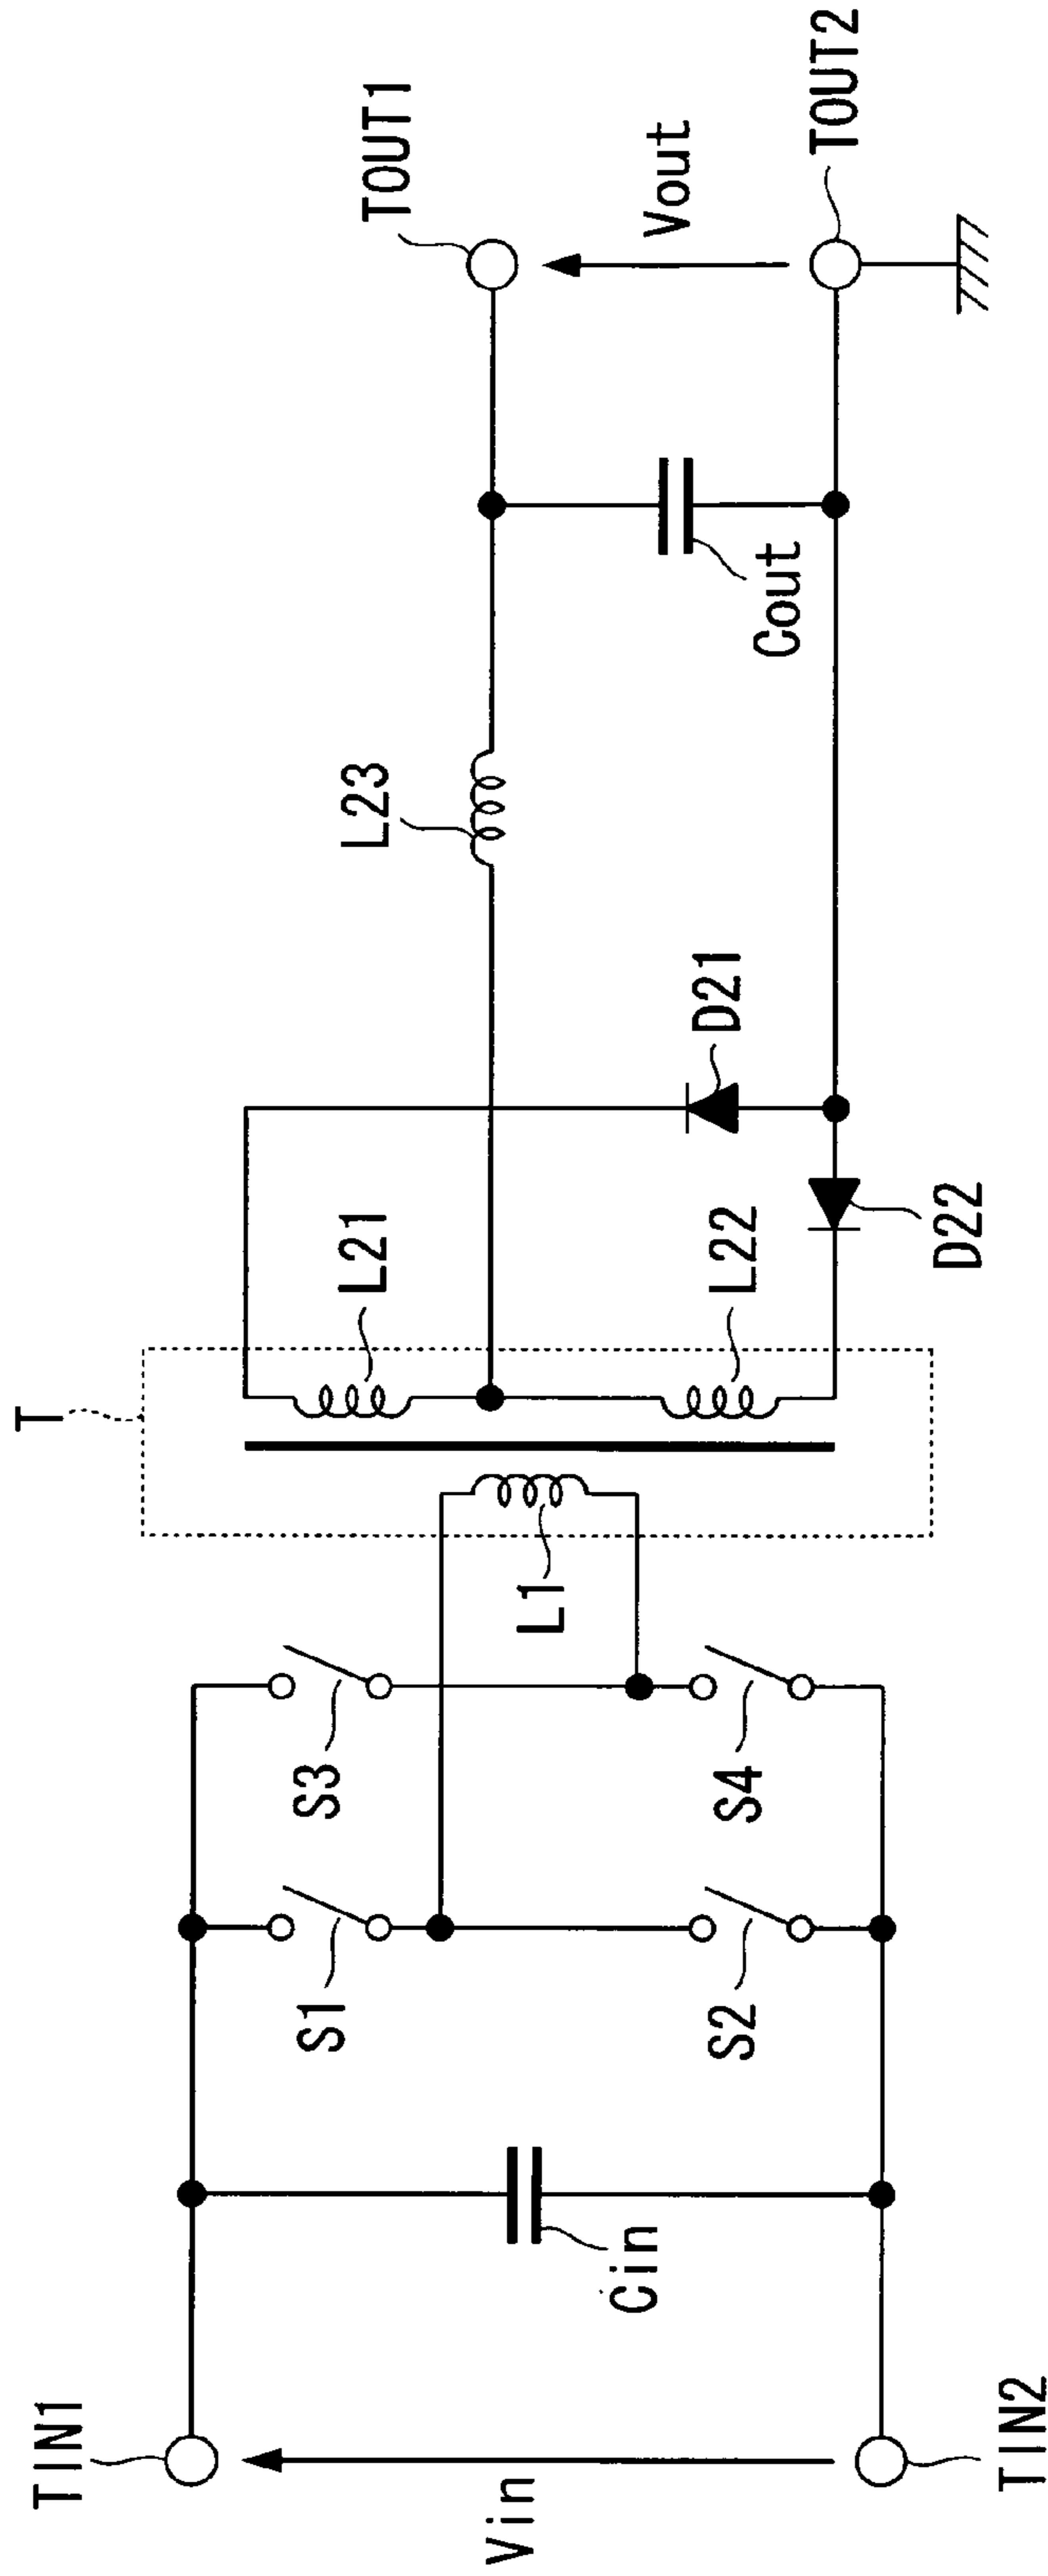 T
TIN1
TIN2
Vin
Cin
S1
S2
S3
S4
L1
L21
L22
D21
D22
L23
Cout
TOUT1
Vout
TOUT2